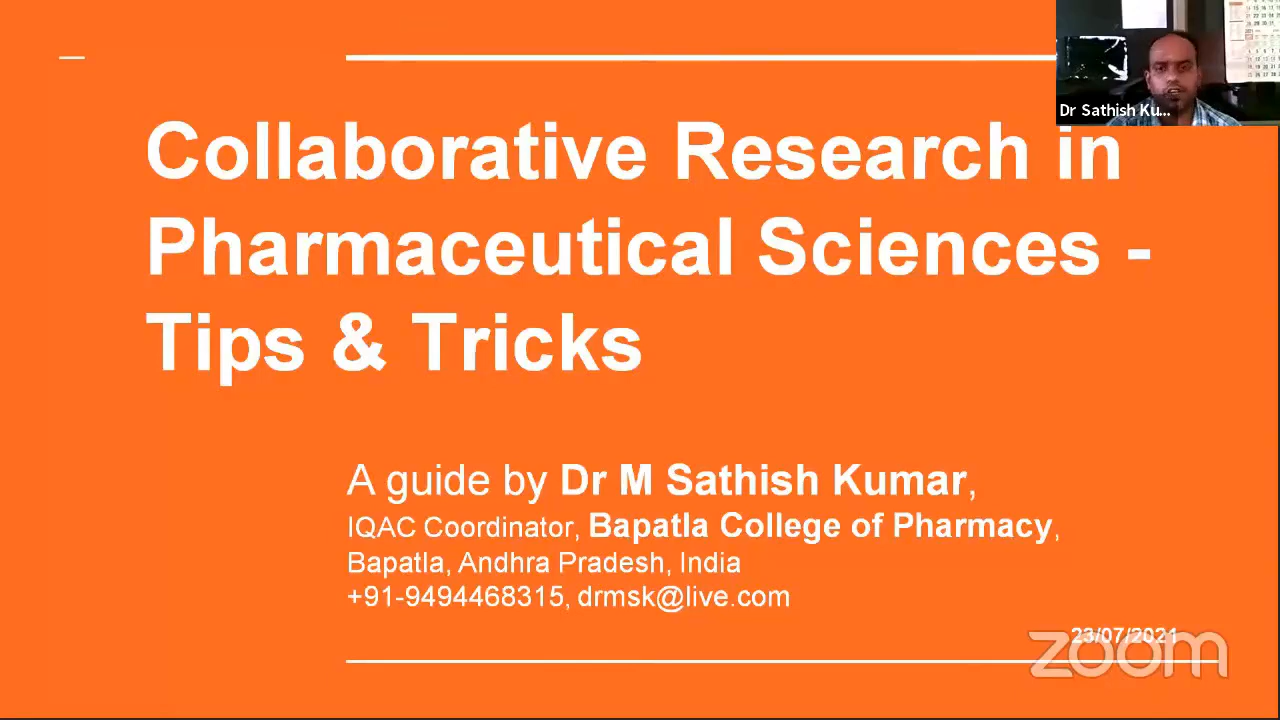 Dr Sathish Ku...
Collaborative Research in
Pharmaceutical Sciences -
Tips & Tricks
A guide by Dr M Sathish Kumar,
IQAC Coordinator, Bapatla College of Pharmacy,
Bapatla, Andhra Pradesh, India
+91-9494468315, drmsk@live.com
23/07/2021
zoom